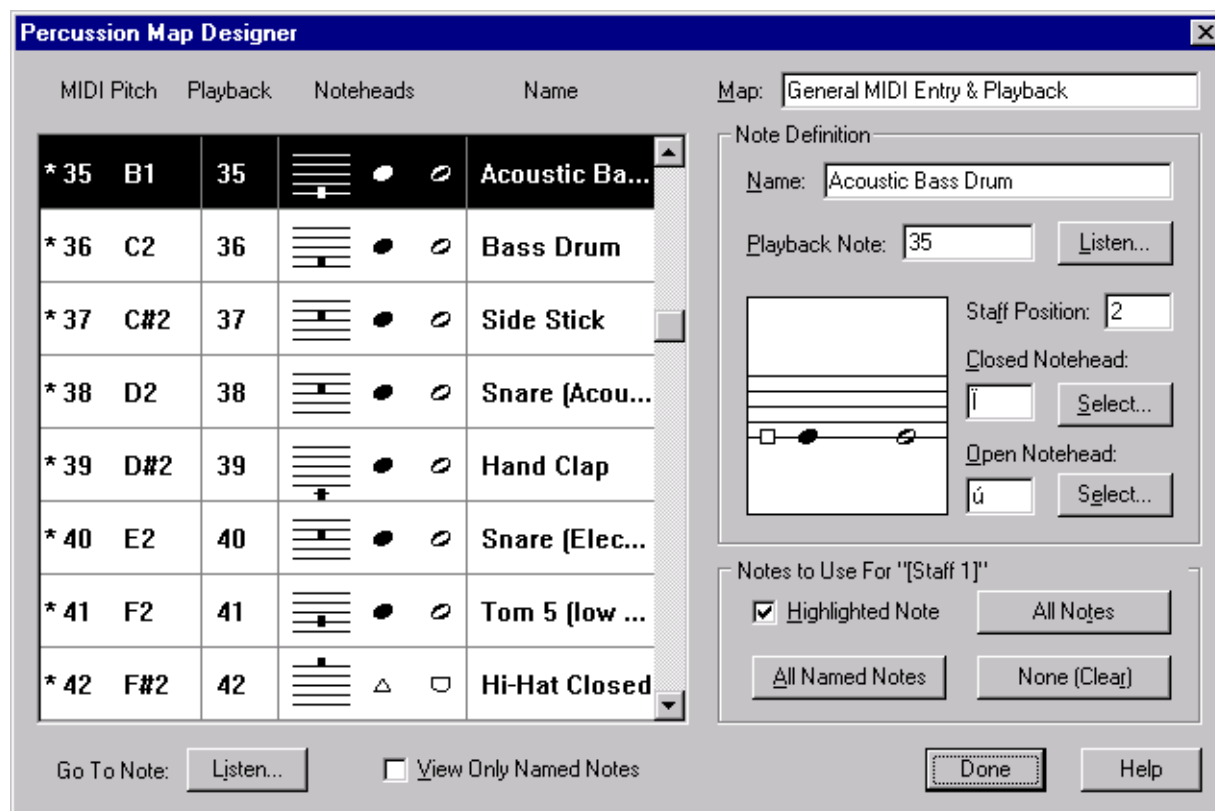 Percussion Map Designer
MIDI Pitch Playback Noteheads Name
* 35 B1 35 Acoustic Ba...
* 36 C2 36 Bass Drum
* 37 C#2 37 Side Stick
* 38 D2 38 Snare (Acou...
* 39 D#2 39 Hand Clap
* 40 E2 40 Snare (Elec...
* 41 F2 41 Tom 5 (low ...
* 42 F#2 42 Hi-Hat Closed
Go To Note: Listen...
View Only Named Notes
Map: General MIDI Entry & Playback
Note Definition
Name: Acoustic Bass Drum
Playback Note: 35 Listen...
Staff Position: 2
Closed Notehead:
Ï Select...
Open Notehead:
ú Select...
Notes to Use For "[Staff 1]"
Highlighted Note All Notes
All Named Notes None (Clear)
Done Help